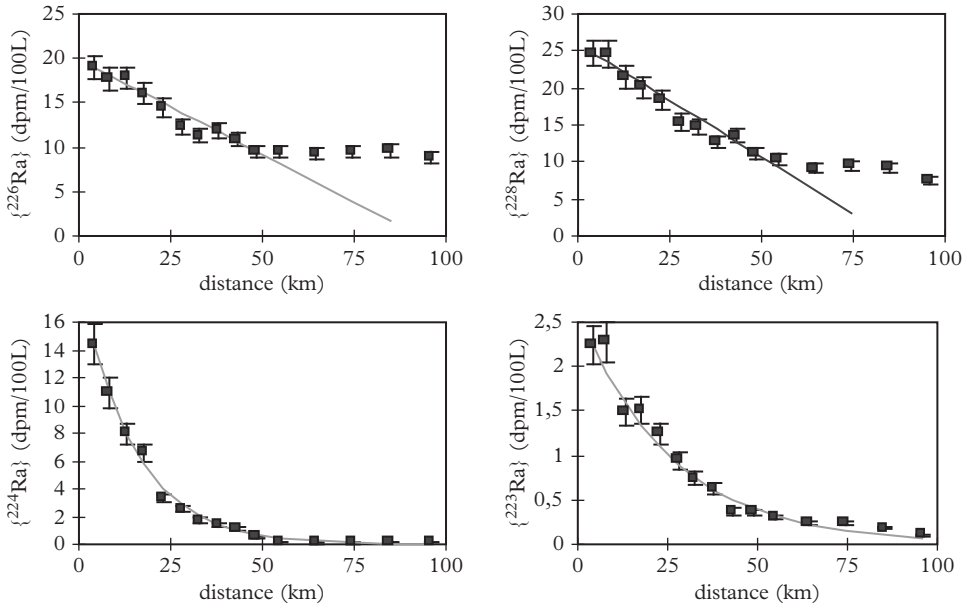 {²²⁶Ra} (dpm/100L)
25
20
15
10
5
0
0 25 50 75 100
distance (km)
{²²⁸Ra} (dpm/100L)
30
25
20
15
10
5
0
0 25 50 75 100
distance (km)
{²²⁴Ra} (dpm/100L)
16
14
12
10
8
6
4
2
0
0 25 50 75 100
distance (km)
{²²³Ra} (dpm/100L)
2,5
2
1,5
1
0,5
0
0 25 50 75 100
distance (km)